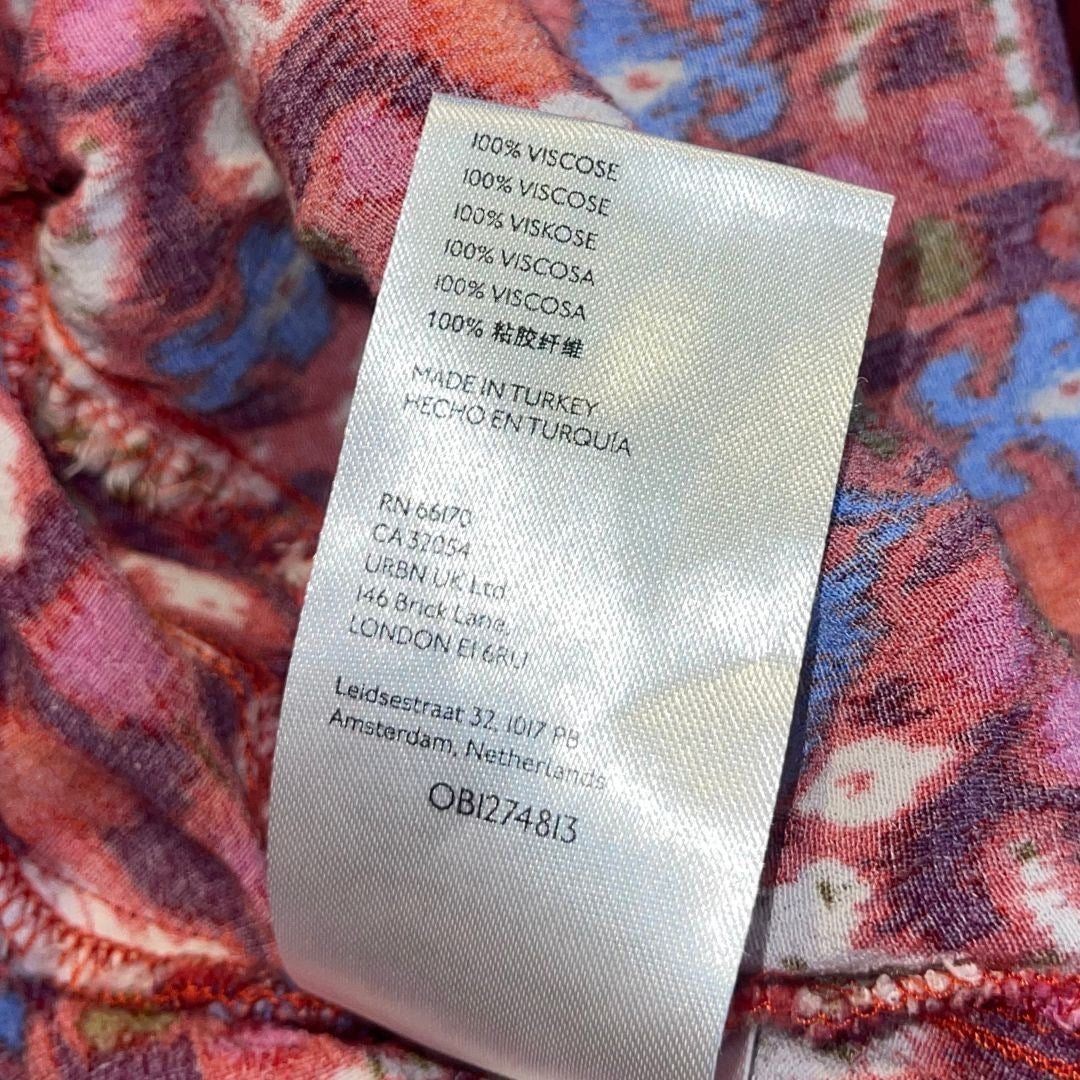 100% VISCOSE
100% VISCOSE
100% VISKOSE
100% VISCOSA
100% VISCOSA
100% 粘胶纤维
MADE IN TURKEY
HECHO EN TURQUÍA
RN 66170
CA 32054
URBN UK Ltd
146 Brick Lane,
LONDON E1 6RU
Leidsestraat 32, 1017 PB
Amsterdam, Netherlands
OB1274813